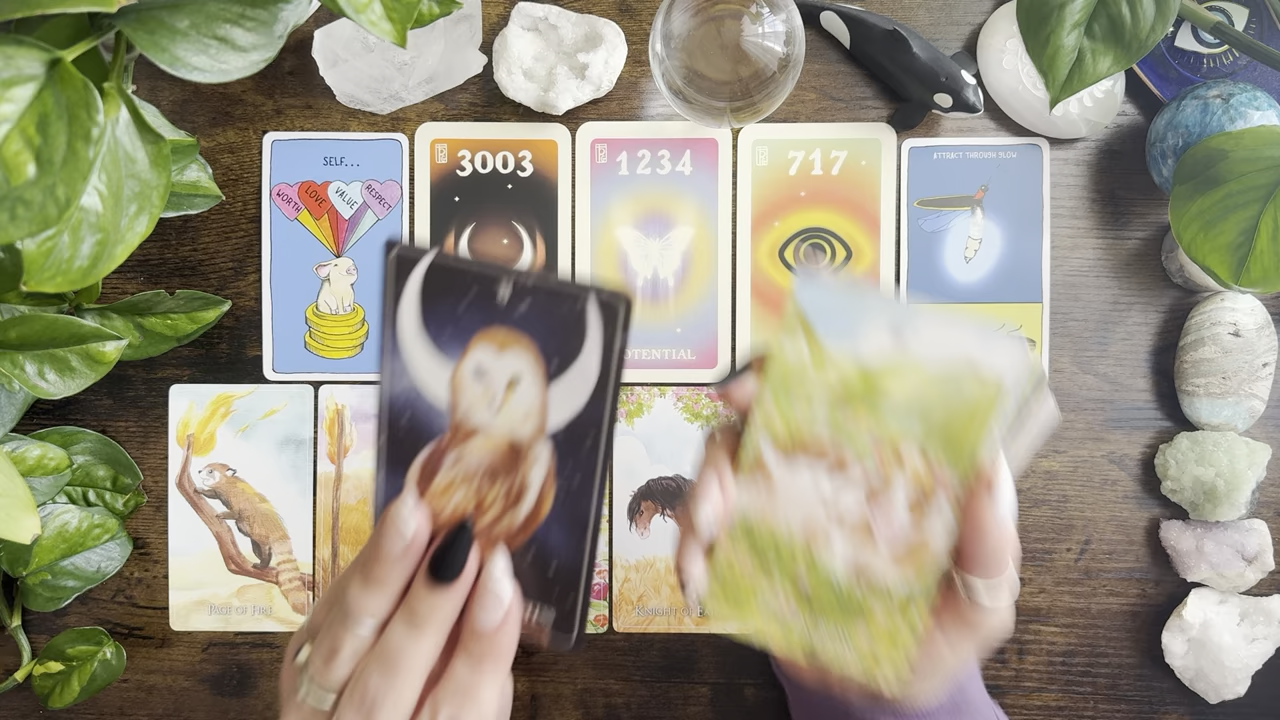 SELF...
WORTH
LOVE
VALUE
RESPECT
3003
1234
717
ATTRACT THROUGH GLOW
POTENTIAL
PAGE OF FIRE
KNIGHT OF